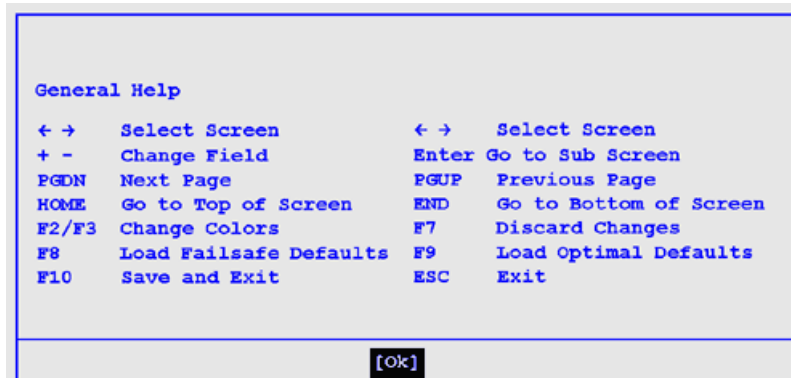 General Help
← → Select Screen ← → Select Screen
+ - Change Field Enter Go to Sub Screen
PGDN Next Page PGUP Previous Page
HOME Go to Top of Screen END Go to Bottom of Screen
F2/F3 Change Colors F7 Discard Changes
F8 Load Failsafe Defaults F9 Load Optimal Defaults
F10 Save and Exit ESC Exit
[Ok]